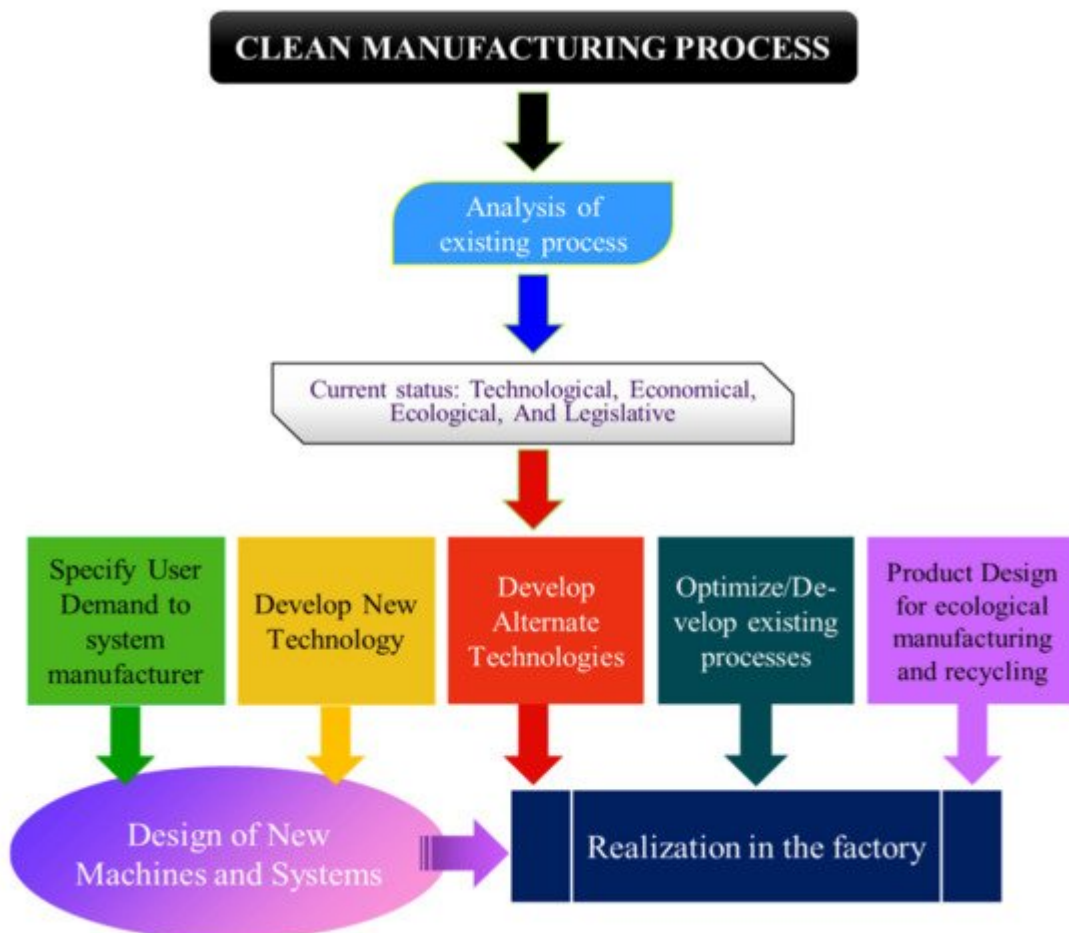 CLEAN MANUFACTURING PROCESS
Analysis of
existing process
Current status: Technological, Economical,
Ecological, And Legislative
Specify User
Demand to
system
manufacturer
Develop New
Technology
Develop
Alternate
Technologies
Optimize/De-
velop existing
processes
Product Design
for ecological
manufacturing
and recycling
Design of New
Machines and Systems
Realization in the factory